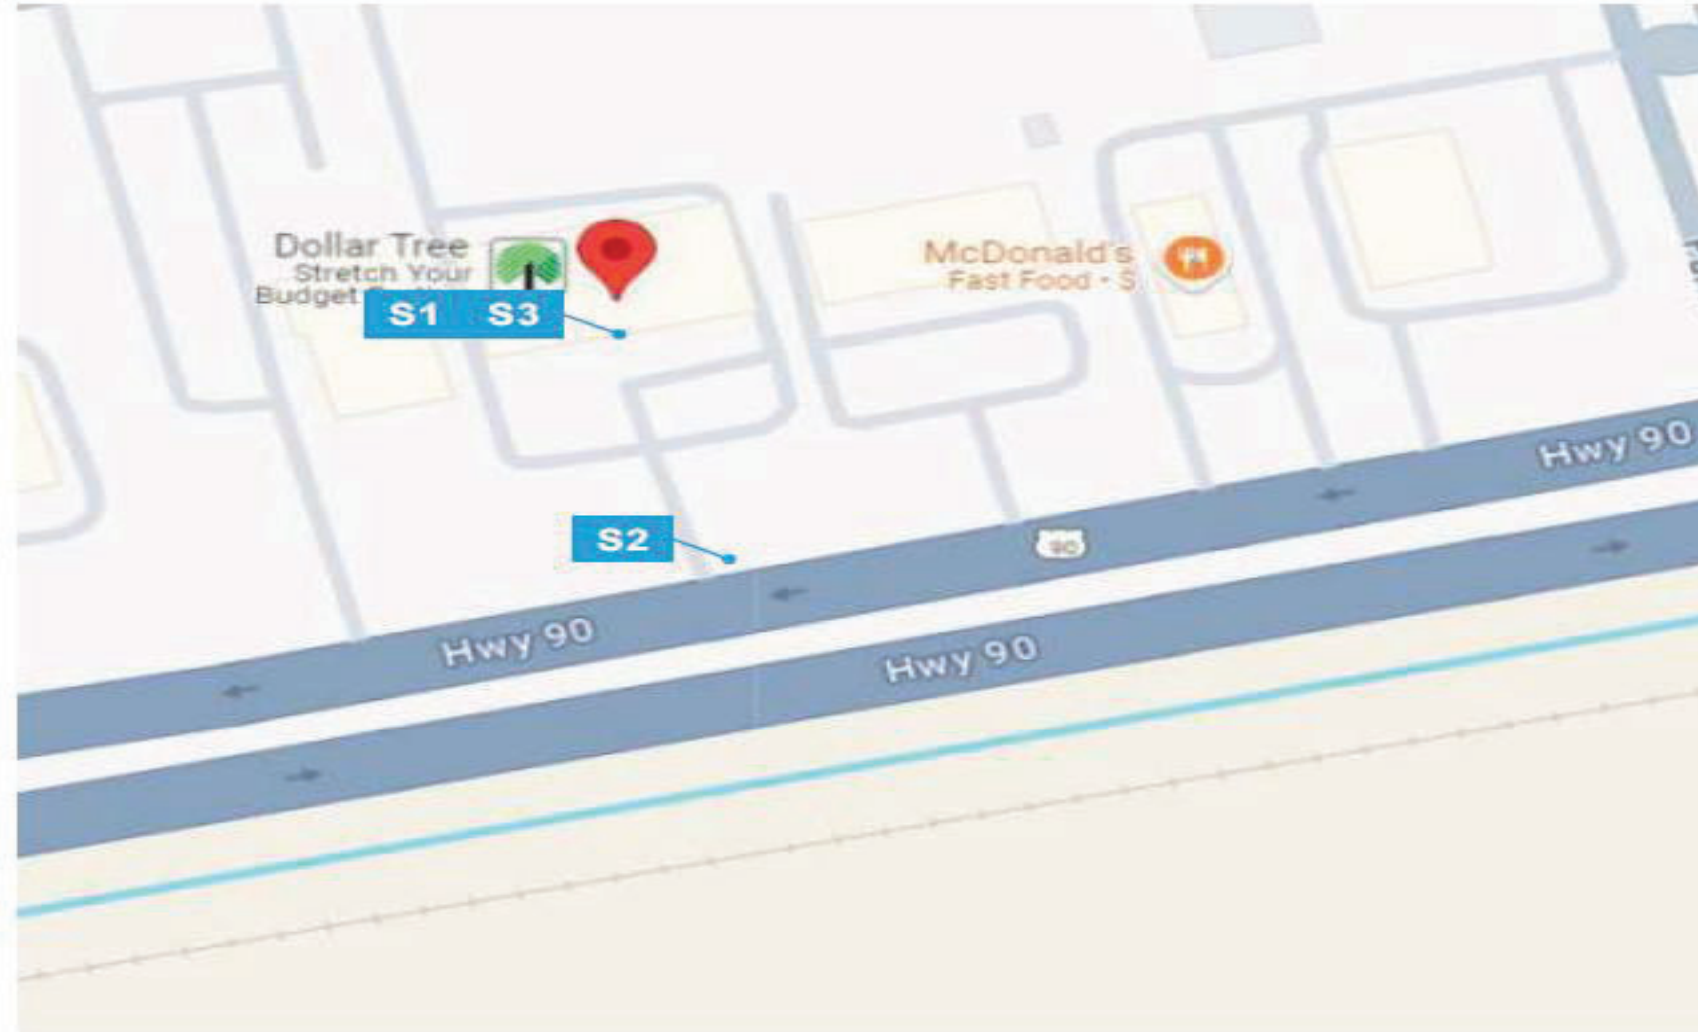 Dollar Tree
Stretch Your
Budget
S1 S3
McDonald's
Fast Food · $
Hwy 90
S2
90
Hwy 90
Hwy 90